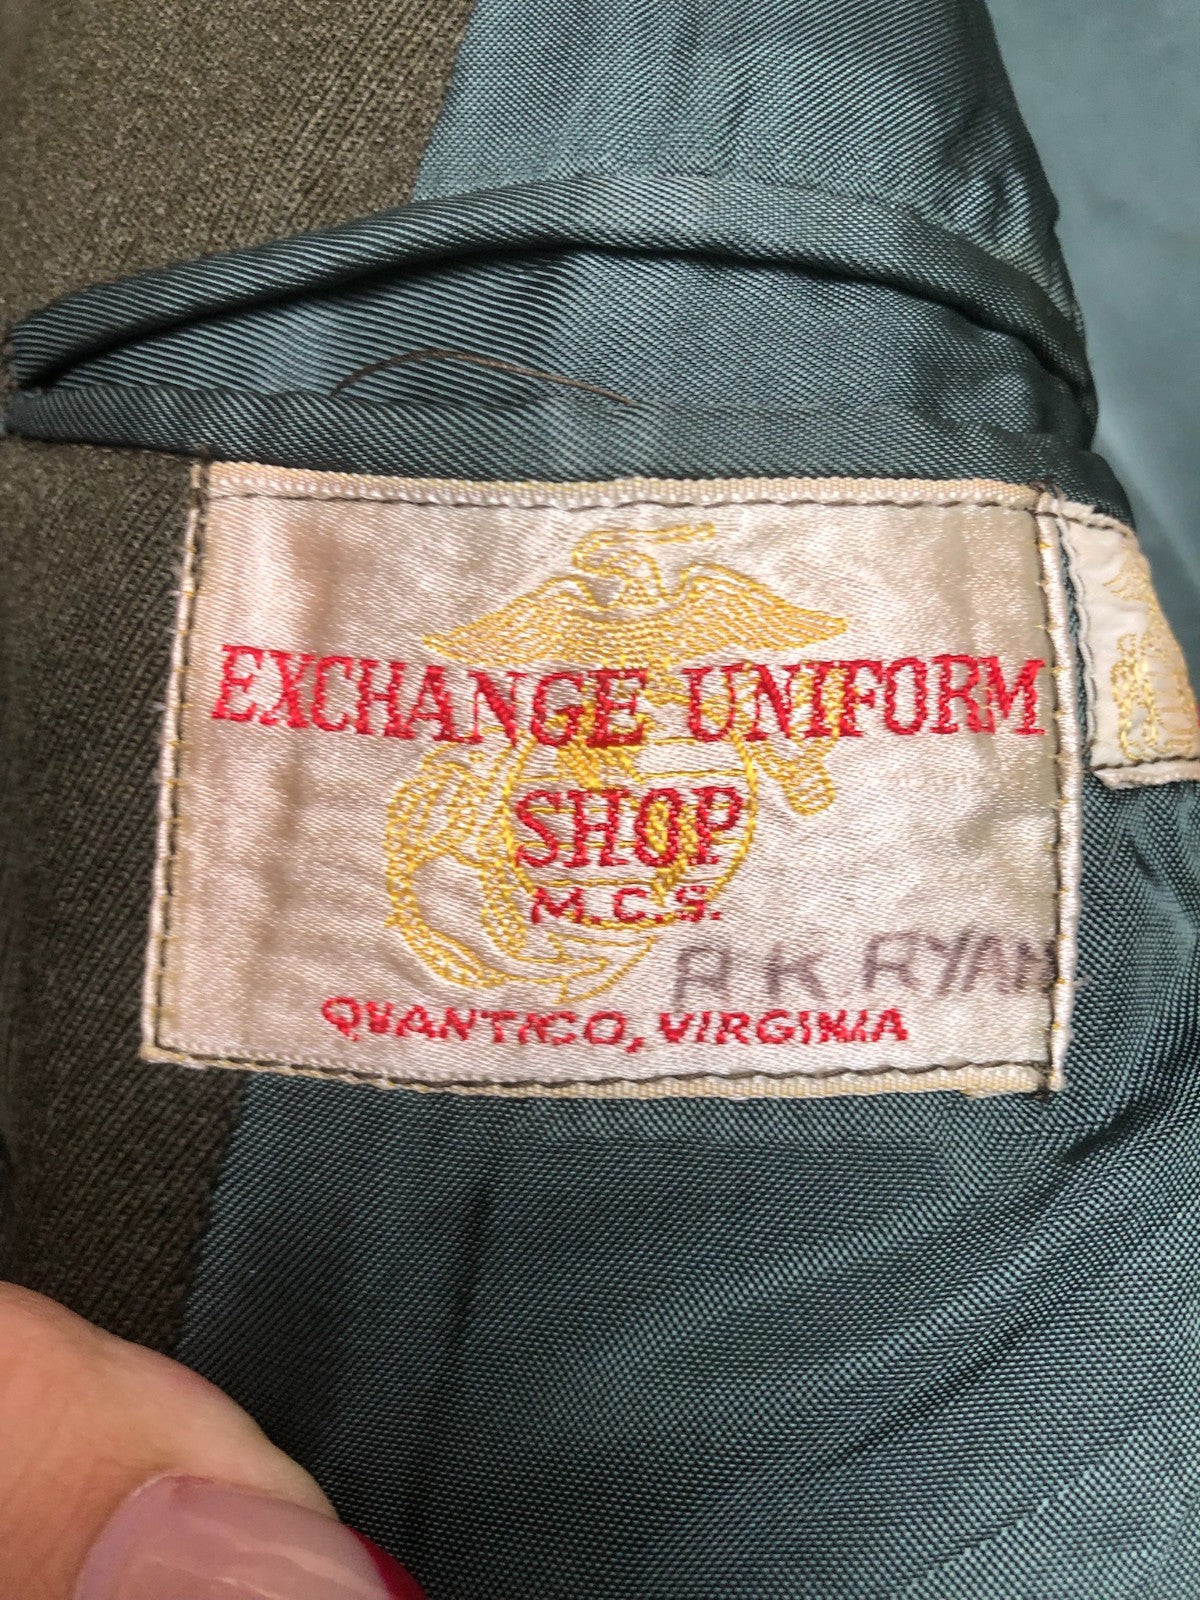 EXCHANGE UNIFORM
SHOP
M.C.S.
R.K RYAN
QUANTICO, VIRGINIA